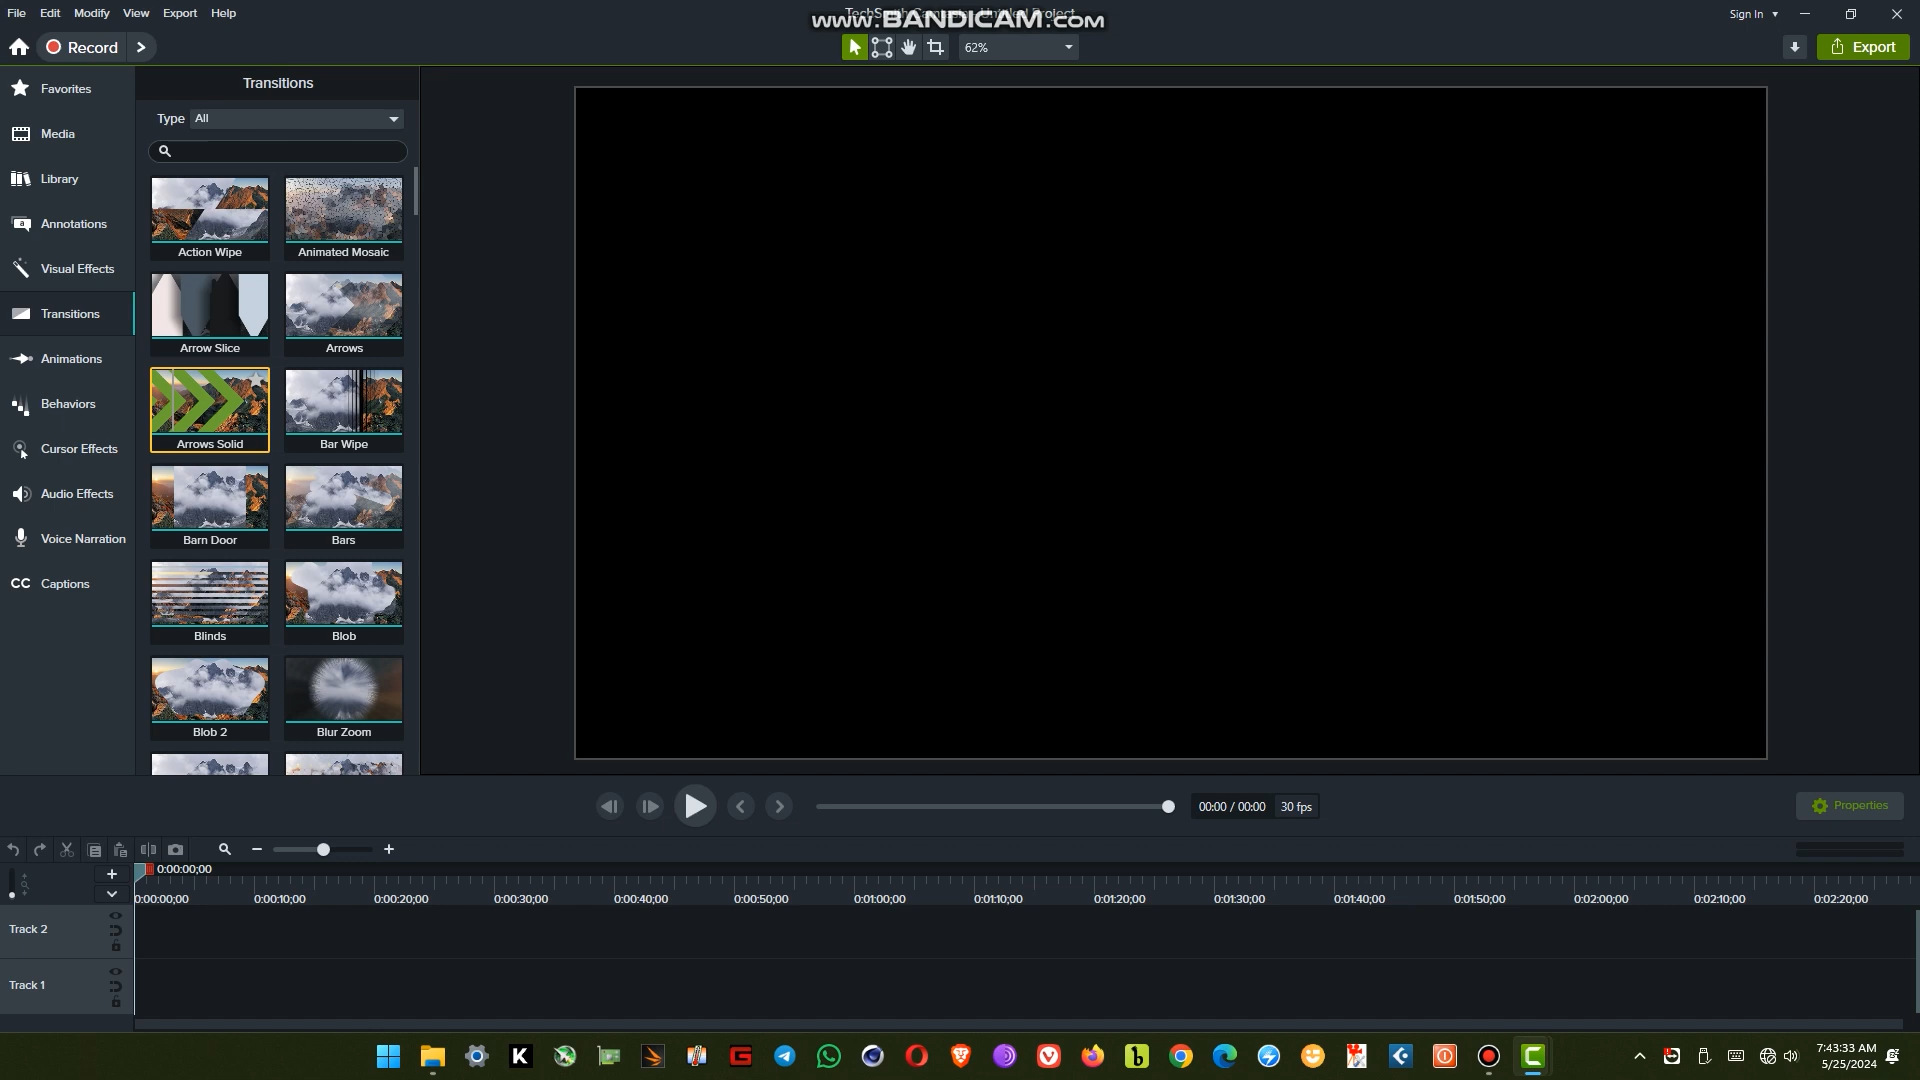 File Edit Modify View Export Help
www.BANDICAM.com
Sign In
Record
62%
Export
Favorites
Media
Library
Annotations
Visual Effects
Transitions
Animations
Behaviors
Cursor Effects
Audio Effects
Voice Narration
CC Captions
Transitions
Type All
Action Wipe Animated Mosaic
Arrow Slice Arrows
Arrows Solid Bar Wipe
Barn Door Bars
Blinds Blob
Blob 2 Blur Zoom
00:00 / 00:00 30 fps
Properties
0:00:00;00
0:00:00;00 0:00:10;00 0:00:20;00 0:00:30;00 0:00:40;00 0:00:50;00 0:01:00;00 0:01:10;00 0:01:20;00 0:01:30;00 0:01:40;00 0:01:50;00 0:02:00;00 0:02:10;00 0:02:20;00
Track 2
Track 1
7:43:33 AM
5/25/2024